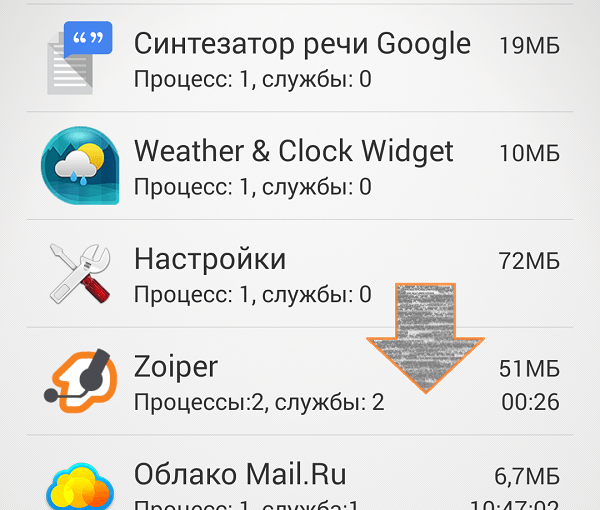 Синтезатор речи Google 19МБ
Процесс: 1, службы: 0
Weather & Clock Widget 10МБ
Процесс: 1, службы: 0
Настройки 72МБ
Процесс: 1, службы: 0
Zoiper 51МБ
Процессы:2, службы: 2 00:26
Облако Mail.Ru 6,7МБ
Процесс: 1, служба:1 10:47:02